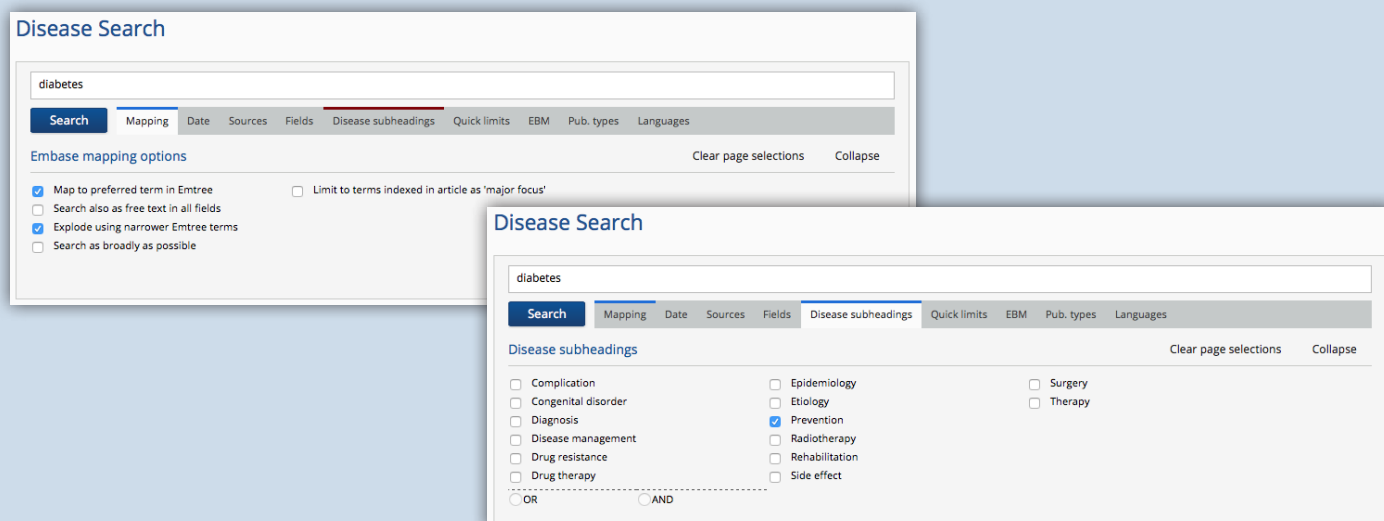 Disease Search
diabetes
Search Mapping Date Sources Fields Disease subheadings Quick limits EBM Pub. types Languages
Embase mapping options Clear page selections Collapse
Map to preferred term in Emtree Limit to terms indexed in article as 'major focus'
Search also as free text in all fields
Explode using narrower Emtree terms
Search as broadly as possible
Disease Search
diabetes
Search Mapping Date Sources Fields Disease subheadings Quick limits EBM Pub. types Languages
Disease subheadings Clear page selections Collapse
Complication Epidemiology Surgery
Congenital disorder Etiology Therapy
Diagnosis Prevention
Disease management Radiotherapy
Drug resistance Rehabilitation
Drug therapy Side effect
OR AND